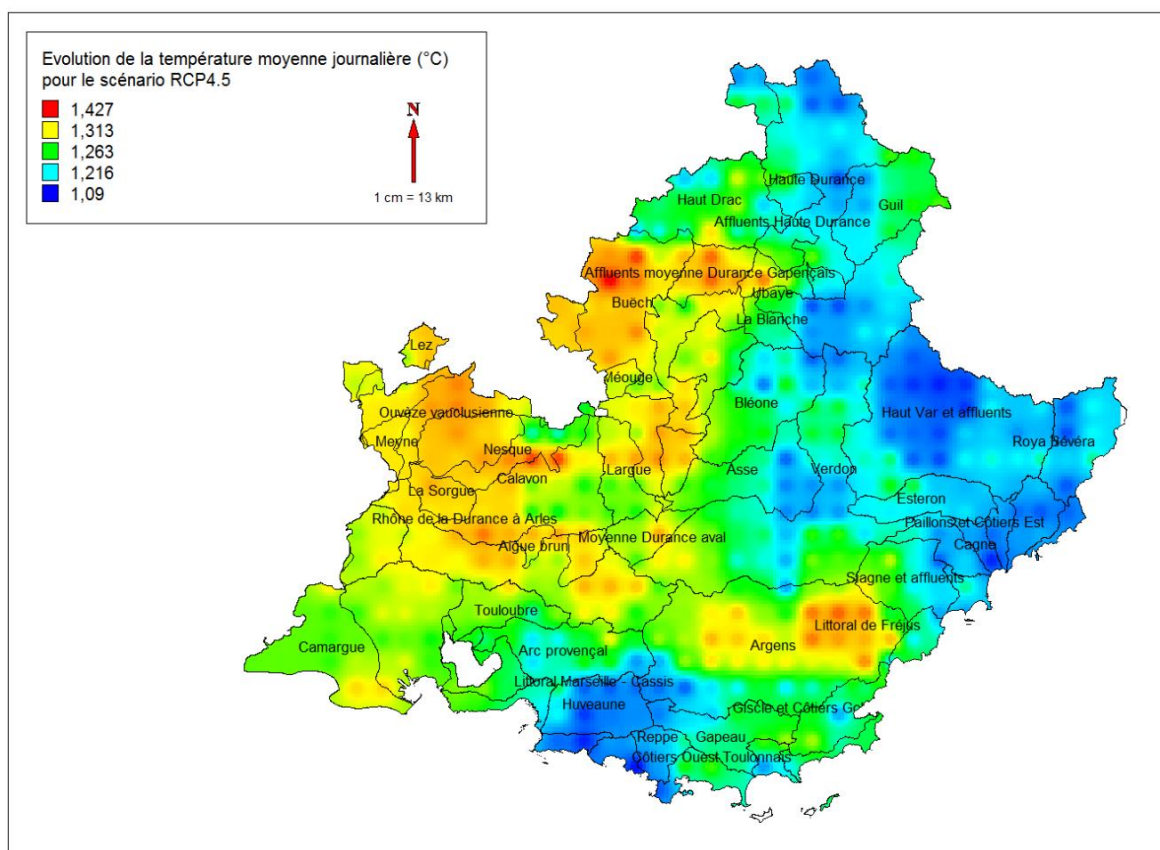 Evolution de la température moyenne journalière (°C)
pour le scénario RCP4.5
1,427
1,313
1,263
1,216
1,09
N
1 cm = 13 km
Haute Durance
Haut Drac
Guil
Affluents Haute Durance
Affluents moyenne Durance Gapençais
Ubaye
Buëch
La Blanche
Lez
Méouge
Bléone
Ouvèze vauclusienne
Haut Var et affluents
Meyne
Roya Bévéra
Nesque
Largue
Asse
Verdon
Calavon
La Sorgue
Esteron
Rhône de la Durance à Arles
Paillons et Côtiers Est
Moyenne Durance aval
Aigue brun
Cagne
Siagne et affluents
Touloubre
Littoral de Fréjus
Camargue
Arc provençal
Argens
Littoral Marseille - Cassis
Huveaune
Giscle et Côtiers Go
Reppe
Gapeau
Côtiers Ouest Toulonnais